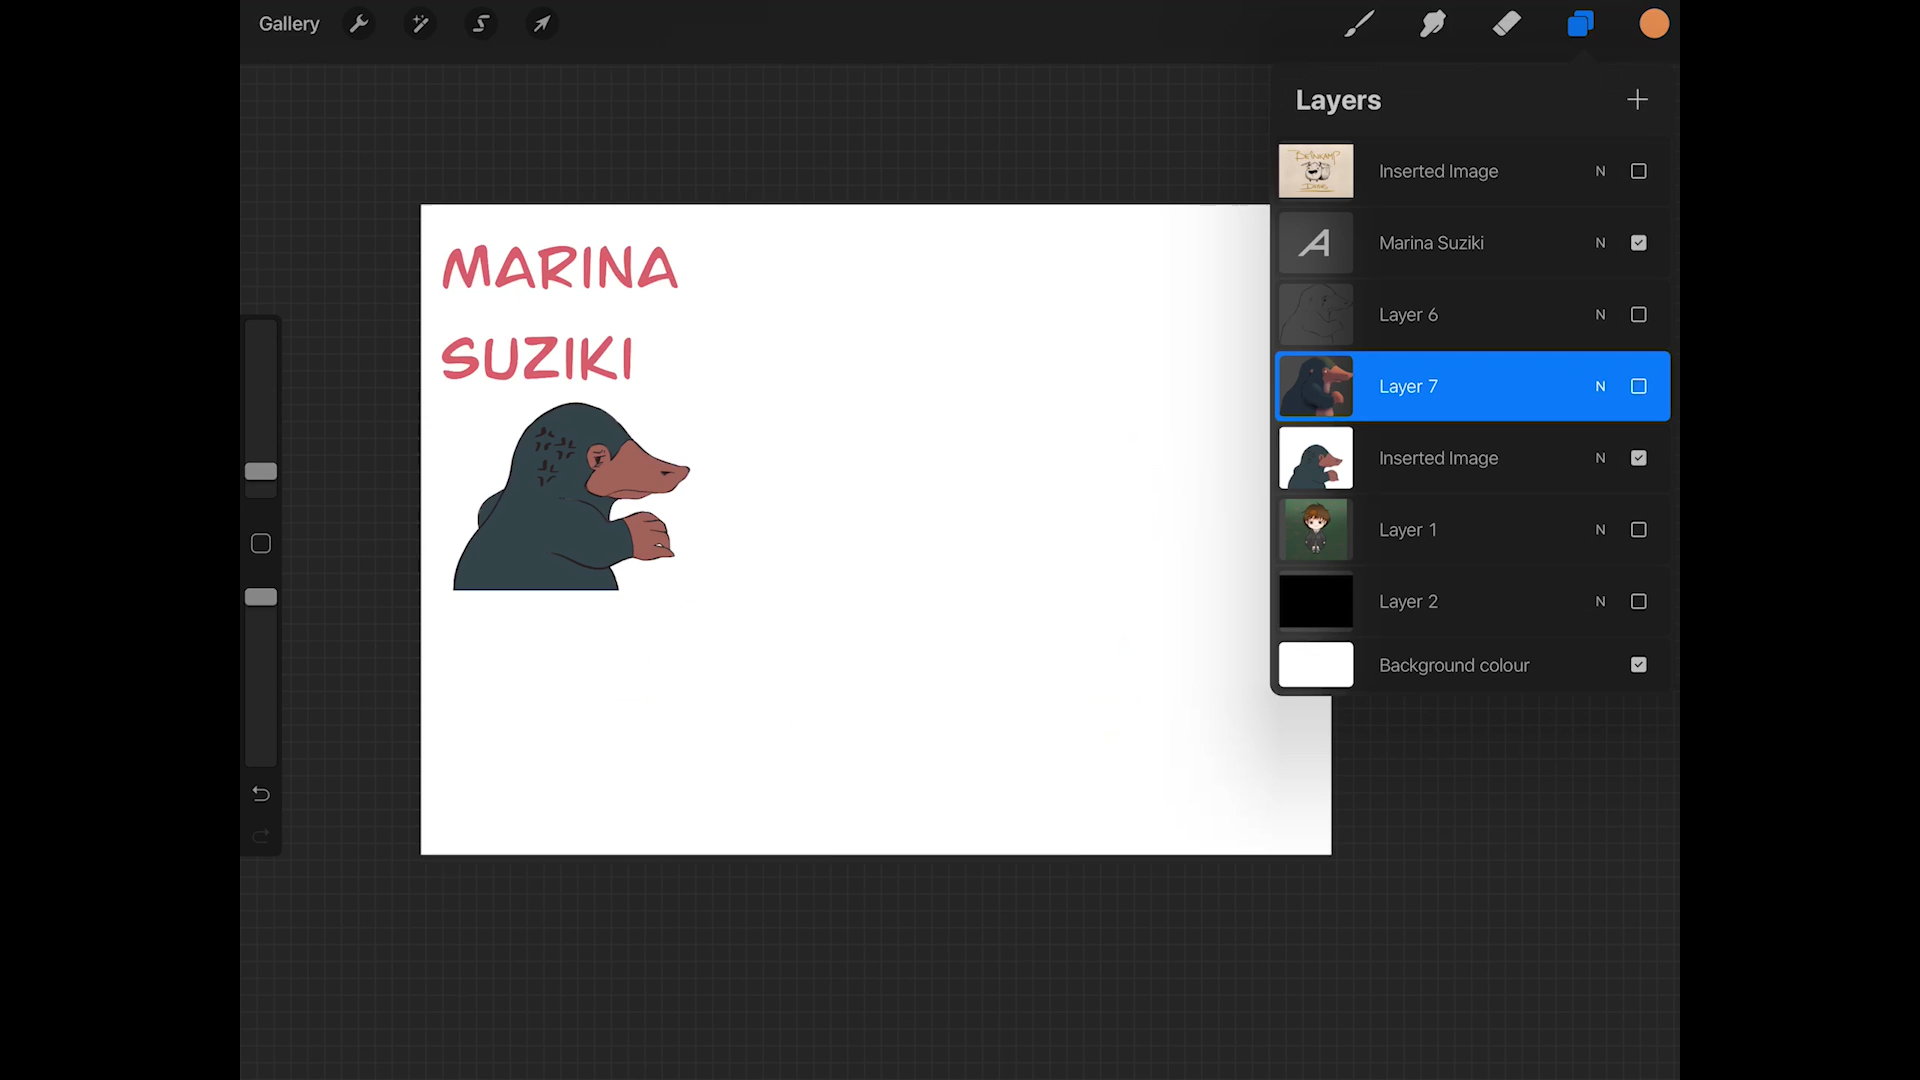 Gallery
Layers
Inserted Image N
Marina Suziki N
Layer 6 N
Layer 7 N
Inserted Image N
Layer 1 N
Layer 2 N
Background colour
MARINA
SUZIKI